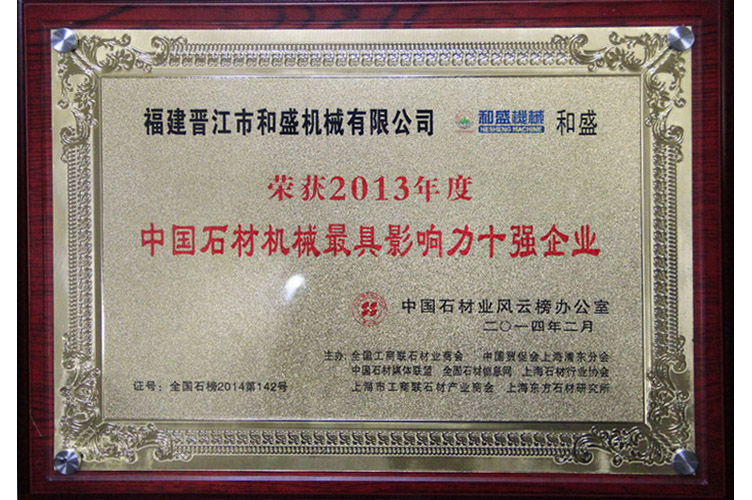 福建晋江市和盛机械有限公司 和盛機械 HESHENG MACHINE 和盛
荣获2013年度
中国石材机械最具影响力十强企业
中国石材业风云榜办公室
二〇一四年二月
主办：全国工商联石材业商会 中国贸促会上海浦东分会
中国石材媒体联盟 全国石材信息网 上海石材行业协会
证号：全国石榜2014第142号 上海市工商联石材产业商会 上海东方石材研究所